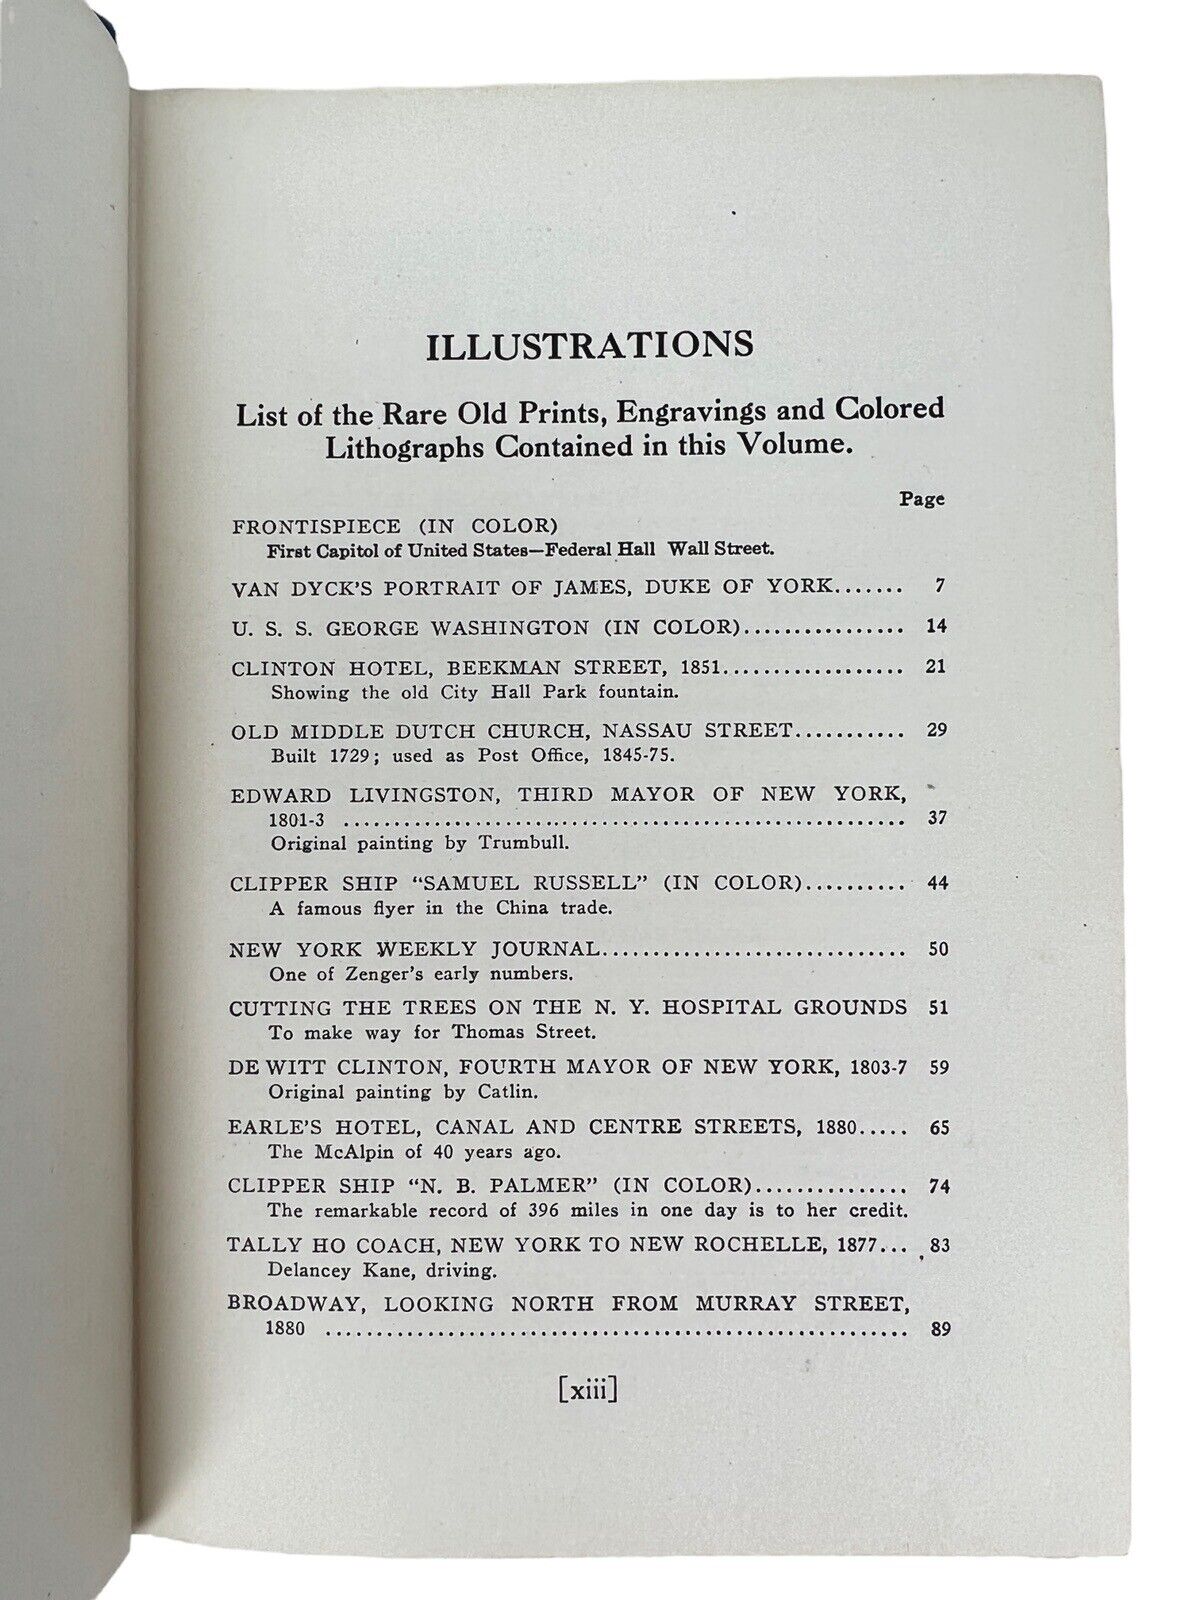 ILLUSTRATIONS
List of the Rare Old Prints, Engravings and Colored
Lithographs Contained in this Volume.
Page
FRONTISPIECE (IN COLOR)
First Capitol of United States—Federal Hall Wall Street.
VAN DYCK'S PORTRAIT OF JAMES, DUKE OF YORK....... 7
U. S. S. GEORGE WASHINGTON (IN COLOR)................ 14
CLINTON HOTEL, BEEKMAN STREET, 1851.................. 21
Showing the old City Hall Park fountain.
OLD MIDDLE DUTCH CHURCH, NASSAU STREET........... 29
Built 1729; used as Post Office, 1845-75.
EDWARD LIVINGSTON, THIRD MAYOR OF NEW YORK,
1801-3 ........................................................ 37
Original painting by Trumbull.
CLIPPER SHIP "SAMUEL RUSSELL" (IN COLOR).......... 44
A famous flyer in the China trade.
NEW YORK WEEKLY JOURNAL.............................. 50
One of Zenger's early numbers.
CUTTING THE TREES ON THE N. Y. HOSPITAL GROUNDS 51
To make way for Thomas Street.
DE WITT CLINTON, FOURTH MAYOR OF NEW YORK, 1803-7 59
Original painting by Catlin.
EARLE'S HOTEL, CANAL AND CENTRE STREETS, 1880..... 65
The McAlpin of 40 years ago.
CLIPPER SHIP "N. B. PALMER" (IN COLOR)............... 74
The remarkable record of 396 miles in one day is to her credit.
TALLY HO COACH, NEW YORK TO NEW ROCHELLE, 1877... 83
Delancey Kane, driving.
BROADWAY, LOOKING NORTH FROM MURRAY STREET,
1880 .......................................................... 89
[xiii]